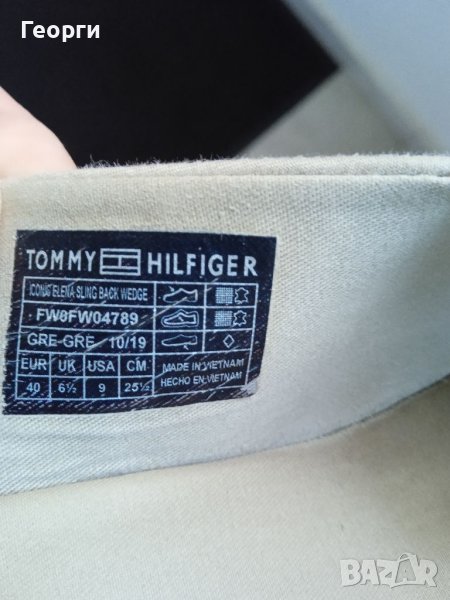 Георги
TOMMY HILFIGER
ICONIC ELENA SLING BACK WEDGE
FW0FW04789
GRE-GRE 10/19
EUR UK USA CM
40 6½ 9 25½
MADE IN VIETNAM
HECHO EN VIETNAM
BAZAR